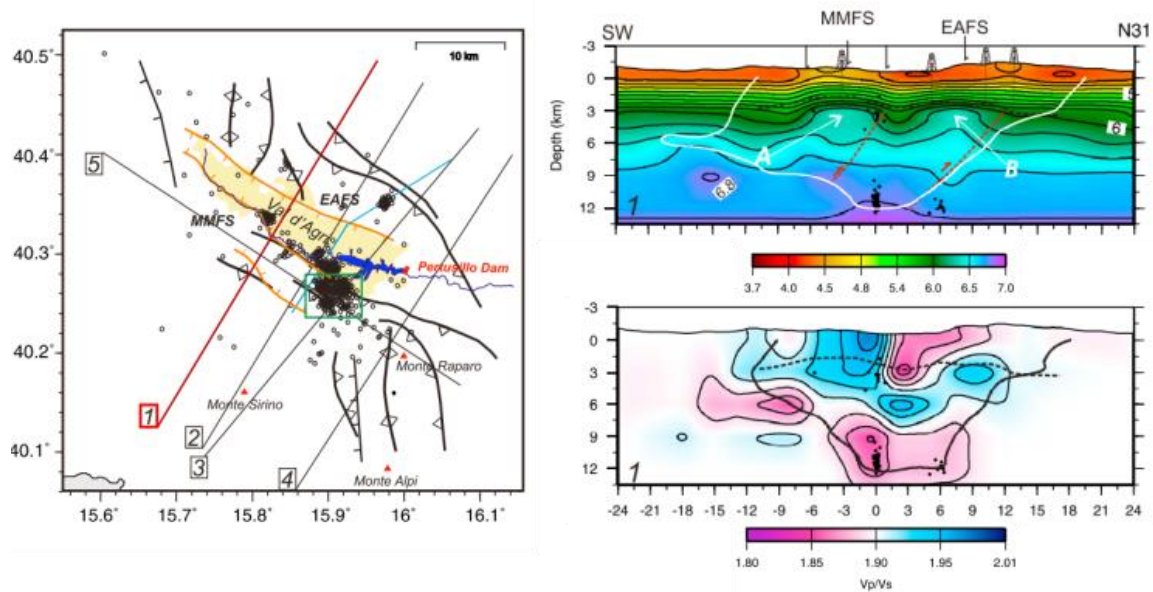 40.5˚
40.4˚
40.3˚
40.2˚
40.1˚
15.6˚
15.7˚
15.8˚
15.9˚
16˚
16.1˚
10 km
5
MMFS
EAFS
Val d'Agri
Pertusillo Dam
Monte Raparo
Monte Sirino
Monte Alpi
1
2
3
4
MMFS
EAFS
SW
N31
-3
0
3
6
9
12
Depth (km)
6
A
B
6.8
1
3.7
4.0
4.5
4.8
5.4
6.0
6.5
7.0
-3
0
3
6
9
12
1
-24 -21 -18 -15 -12 -9 -6 -3 0 3 6 9 12 15 18 21 24
1.80
1.85
1.90
1.95
2.01
Vp/Vs